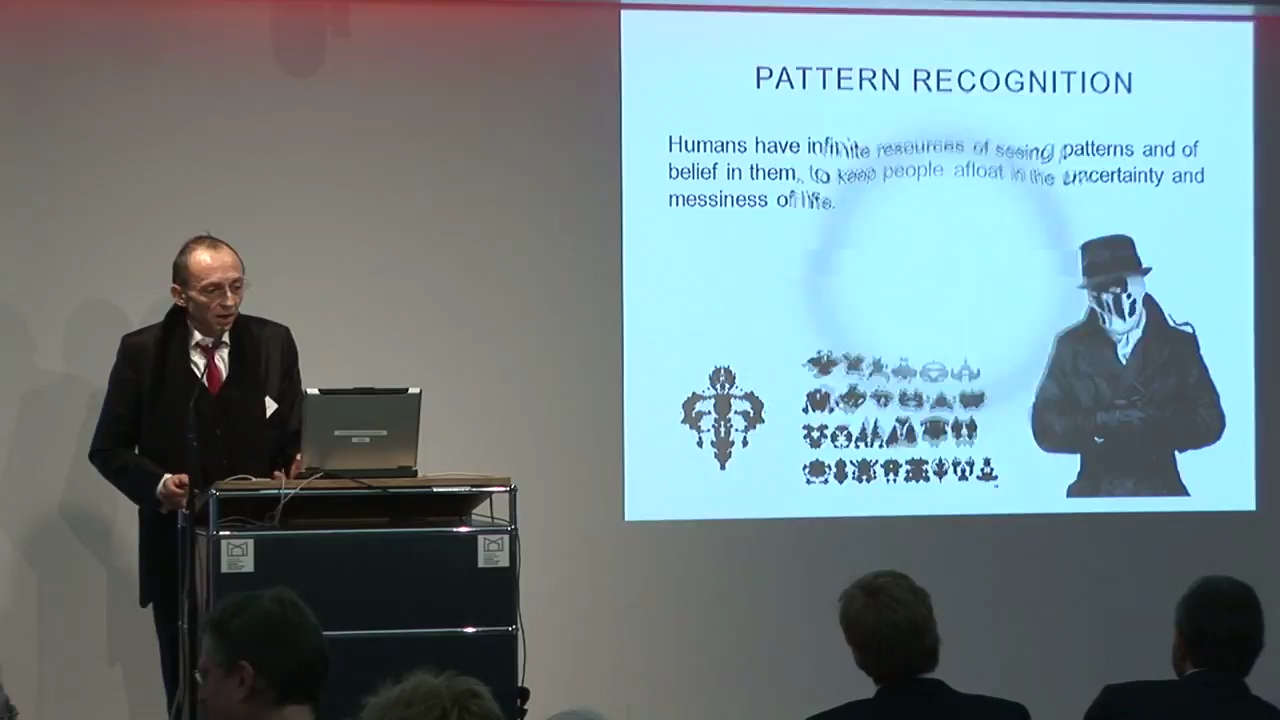 PATTERN RECOGNITION
Humans have infinite resources of seeing patterns and of
belief in them, to keep people afloat in the uncertainty and
messiness of life.